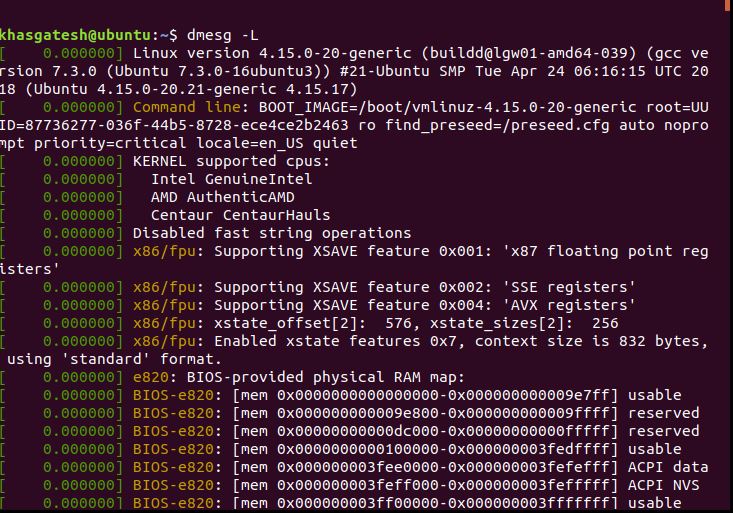 khasgatesh@ubuntu:~$ dmesg -L
[    0.000000] Linux version 4.15.0-20-generic (buildd@lgw01-amd64-039) (gcc ve
rsion 7.3.0 (Ubuntu 7.3.0-16ubuntu3)) #21-Ubuntu SMP Tue Apr 24 06:16:15 UTC 20
18 (Ubuntu 4.15.0-20.21-generic 4.15.17)
[    0.000000] Command line: BOOT_IMAGE=/boot/vmlinuz-4.15.0-20-generic root=UU
ID=87736277-036f-44b5-8728-ece4ce2b2463 ro find_preseed=/preseed.cfg auto nopro
mpt priority=critical locale=en_US quiet
[    0.000000] KERNEL supported cpus:
[    0.000000]   Intel GenuineIntel
[    0.000000]   AMD AuthenticAMD
[    0.000000]   Centaur CentaurHauls
[    0.000000] Disabled fast string operations
[    0.000000] x86/fpu: Supporting XSAVE feature 0x001: 'x87 floating point reg
isters'
[    0.000000] x86/fpu: Supporting XSAVE feature 0x002: 'SSE registers'
[    0.000000] x86/fpu: Supporting XSAVE feature 0x004: 'AVX registers'
[    0.000000] x86/fpu: xstate_offset[2]:  576, xstate_sizes[2]:  256
[    0.000000] x86/fpu: Enabled xstate features 0x7, context size is 832 bytes,
 using 'standard' format.
[    0.000000] e820: BIOS-provided physical RAM map:
[    0.000000] BIOS-e820: [mem 0x0000000000000000-0x000000000009e7ff] usable
[    0.000000] BIOS-e820: [mem 0x000000000009e800-0x000000000009ffff] reserved
[    0.000000] BIOS-e820: [mem 0x00000000000dc000-0x00000000000fffff] reserved
[    0.000000] BIOS-e820: [mem 0x0000000000100000-0x000000003fedffff] usable
[    0.000000] BIOS-e820: [mem 0x000000003fee0000-0x000000003fefefff] ACPI data
[    0.000000] BIOS-e820: [mem 0x000000003feff000-0x000000003fefffff] ACPI NVS
[    0.000000] BIOS-e820: [mem 0x000000003ff00000-0x000000003fffffff] usable